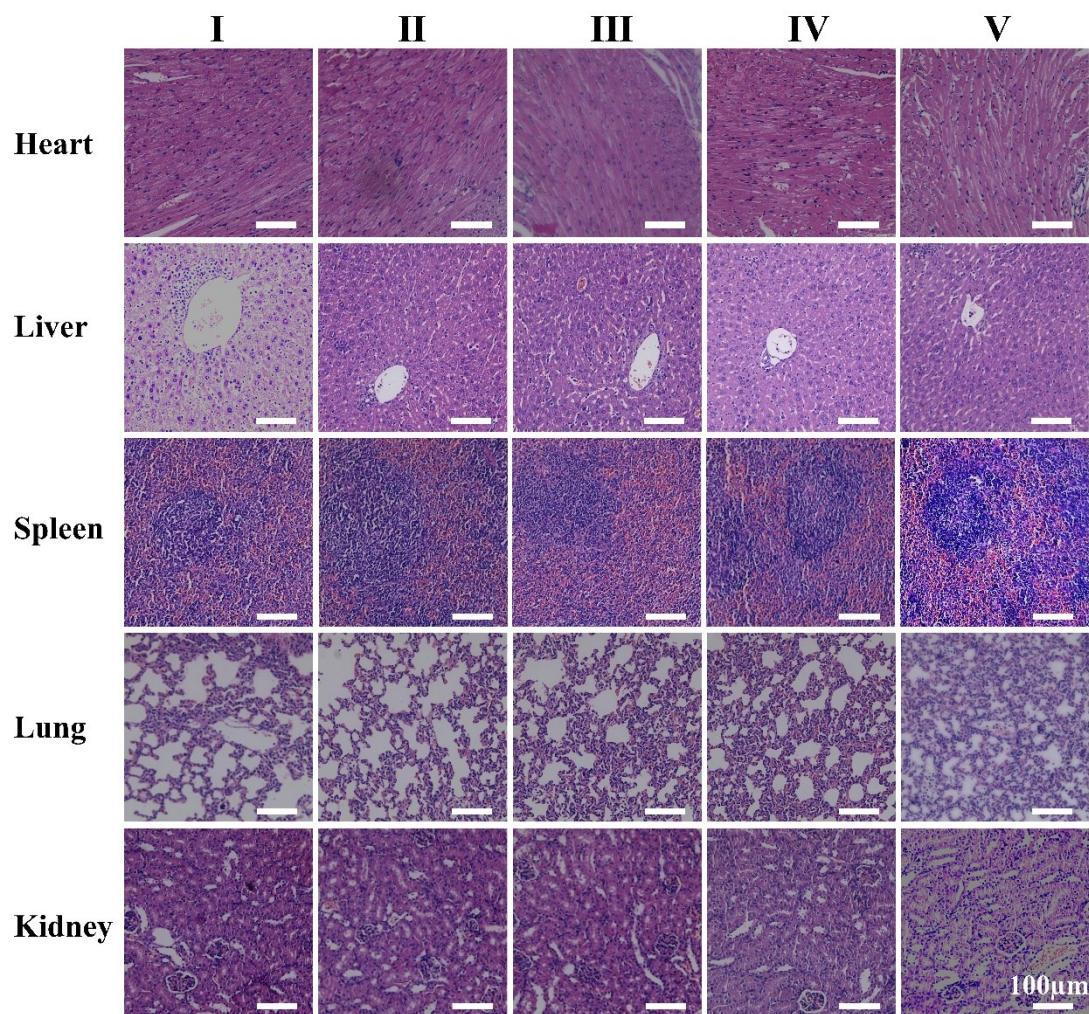 I II III IV V
Heart
Liver
Spleen
Lung
Kidney
100μm